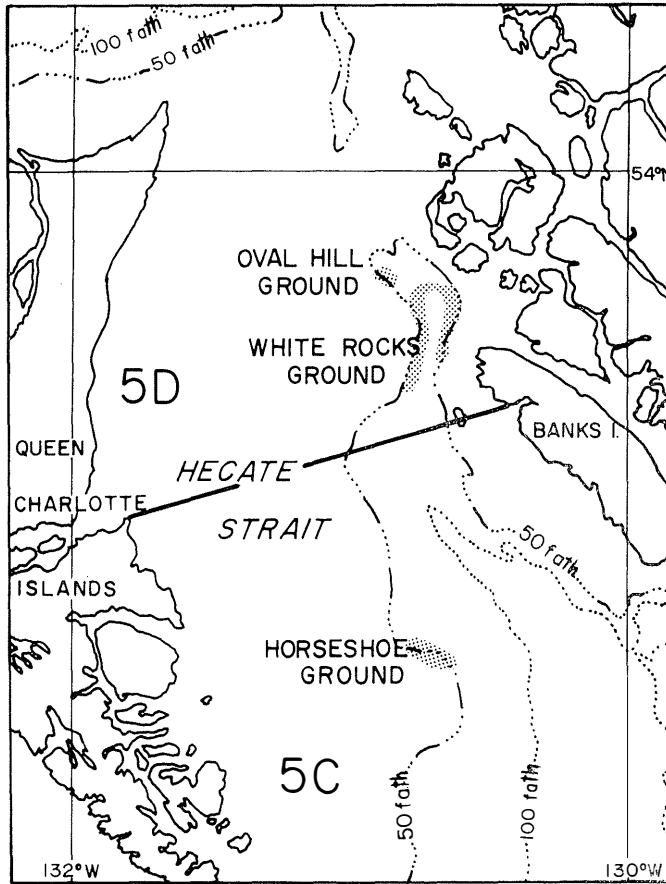 100 fath
50 fath
54°N
OVAL HILL
GROUND
WHITE ROCKS
GROUND
5D
QUEEN
HECATE
BANKS I.
CHARLOTTE
STRAIT
50 fath
ISLANDS
HORSESHOE
GROUND
5C
50 fath
100 fath
132°W
130°W